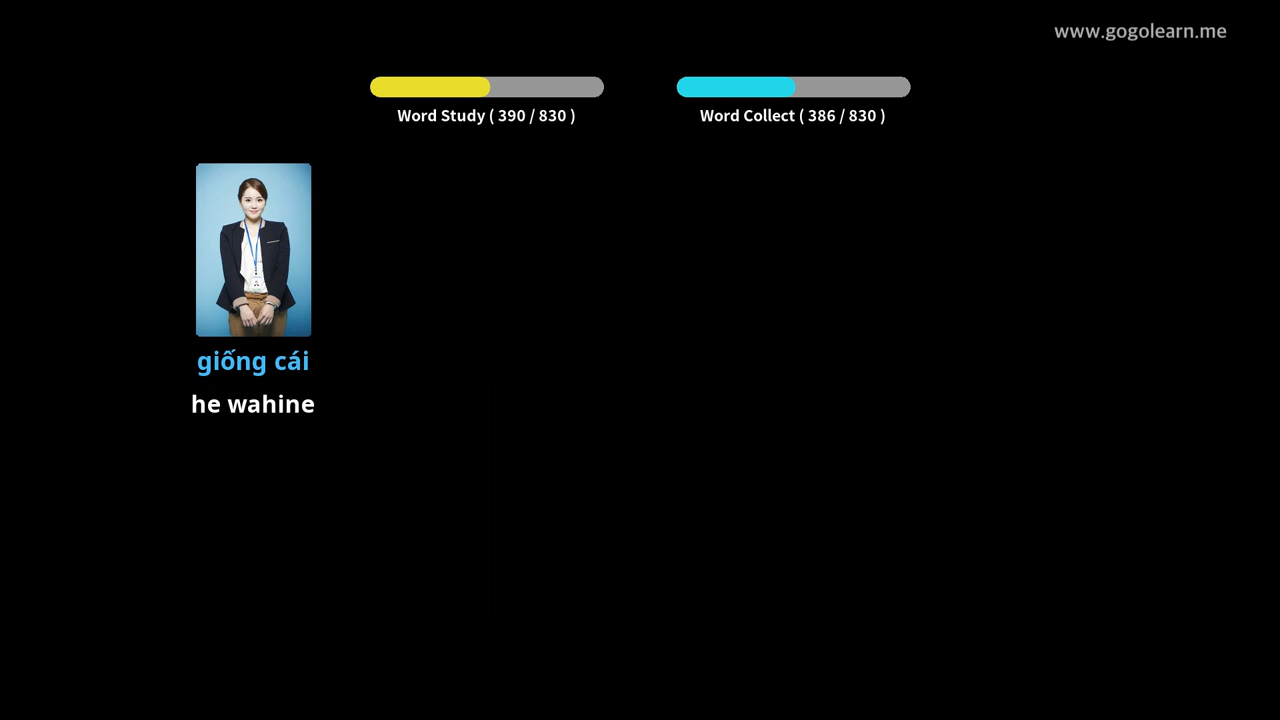 www.gogolearn.me
Word Study ( 390 / 830 )
Word Collect ( 386 / 830 )
giống cái
he wahine